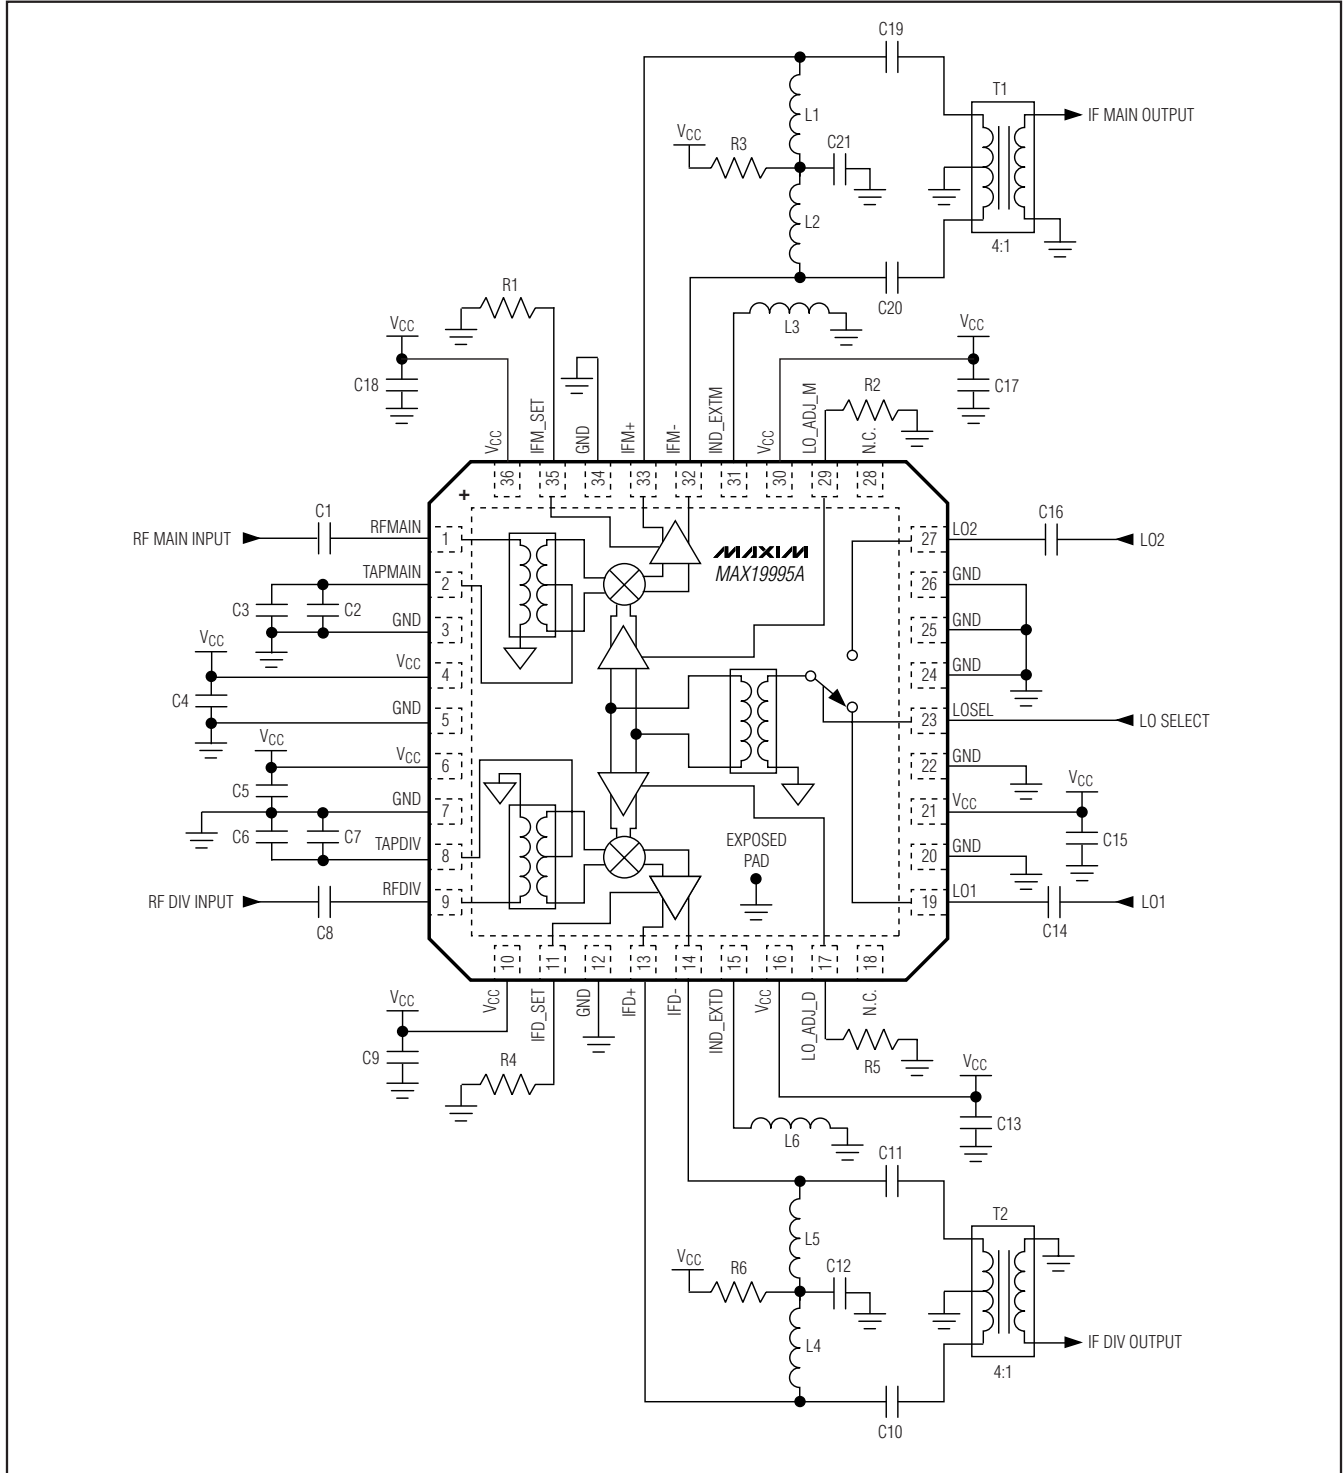 C19
T1
IF MAIN OUTPUT
L1
VCC
R3
C21
L2
4:1
R1
C20
L3
VCC
VCC
C18
C17
R2
VCC
IFM_SET
GND
IFM+
IFM-
IND_EXTM
VCC
LO_ADJ_M
N.C.
36
35
34
33
32
31
30
29
28
+
C1
RFMAIN
RF MAIN INPUT
1
MAXIM
MAX19995A
27
LO2
C16
LO2
TAPMAIN
2
26
GND
C3
C2
GND
3
25
GND
VCC
VCC
4
24
GND
C4
GND
5
23
LOSEL
LO SELECT
VCC
VCC
6
22
GND
VCC
C5
GND
7
21
VCC
C6
C7
TAPDIV
8
EXPOSED
PAD
20
GND
C15
RF DIV INPUT
RFDIV
9
19
LO1
LO1
C8
C14
10
11
12
13
14
15
16
17
18
VCC
IFD_SET
GND
IFD+
IFD-
IND_EXTD
VCC
LO_ADJ_D
N.C.
VCC
C9
R4
R5
VCC
C13
L6
C11
T2
L5
VCC
R6
C12
L4
IF DIV OUTPUT
4:1
C10